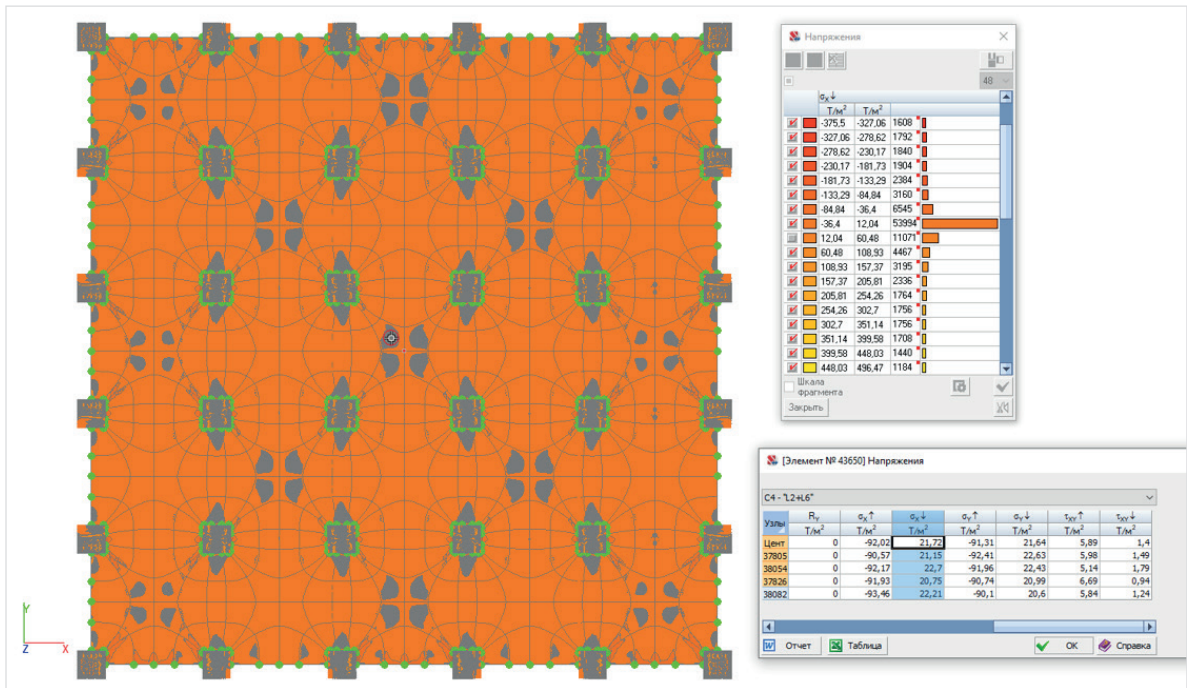 Напряжения
48
σX↓
Т/м² Т/м²
-375,5 -327,06 1608
-327,06 -278,62 1792
-278,62 -230,17 1840
-230,17 -181,73 1904
-181,73 -133,29 2384
-133,29 -84,84 3160
-84,84 -36,4 6545
-36,4 12,04 53994
12,04 60,48 11071
60,48 108,93 4467
108,93 157,37 3195
157,37 205,81 2336
205,81 254,26 1764
254,26 302,7 1756
302,7 351,14 1756
351,14 399,58 1708
399,58 448,03 1440
448,03 496,47 1184
Шкала
фрагмента
Закрыть
[Элемент № 43650] Напряжения
C4 - "L2+L6"
Узлы RY σX↑ σX↓ σY↑ σY↓ τXY↑ τXY↓
Т/м² Т/м² Т/м² Т/м² Т/м² Т/м² Т/м²
Цент 0 -92,02 21,72 -91,31 21,64 5,89 1,4
37805 0 -90,57 21,15 -92,41 22,63 5,98 1,49
38054 0 -92,17 22,7 -91,96 22,43 5,14 1,79
37826 0 -91,93 20,75 -90,74 20,99 6,69 0,94
38082 0 -93,46 22,21 -90,1 20,6 5,84 1,24
Отчет Таблица OK Справка
Y
Z X